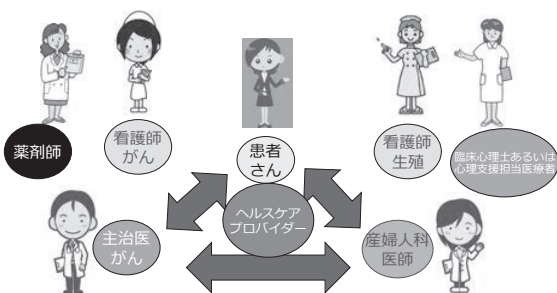 薬剤師
看護師
がん
患者
さん
看護師
生殖
臨床心理士あるいは
心理支援担当医療者
ヘルスケア
プロバイダー
主治医
がん
産婦人科
医師